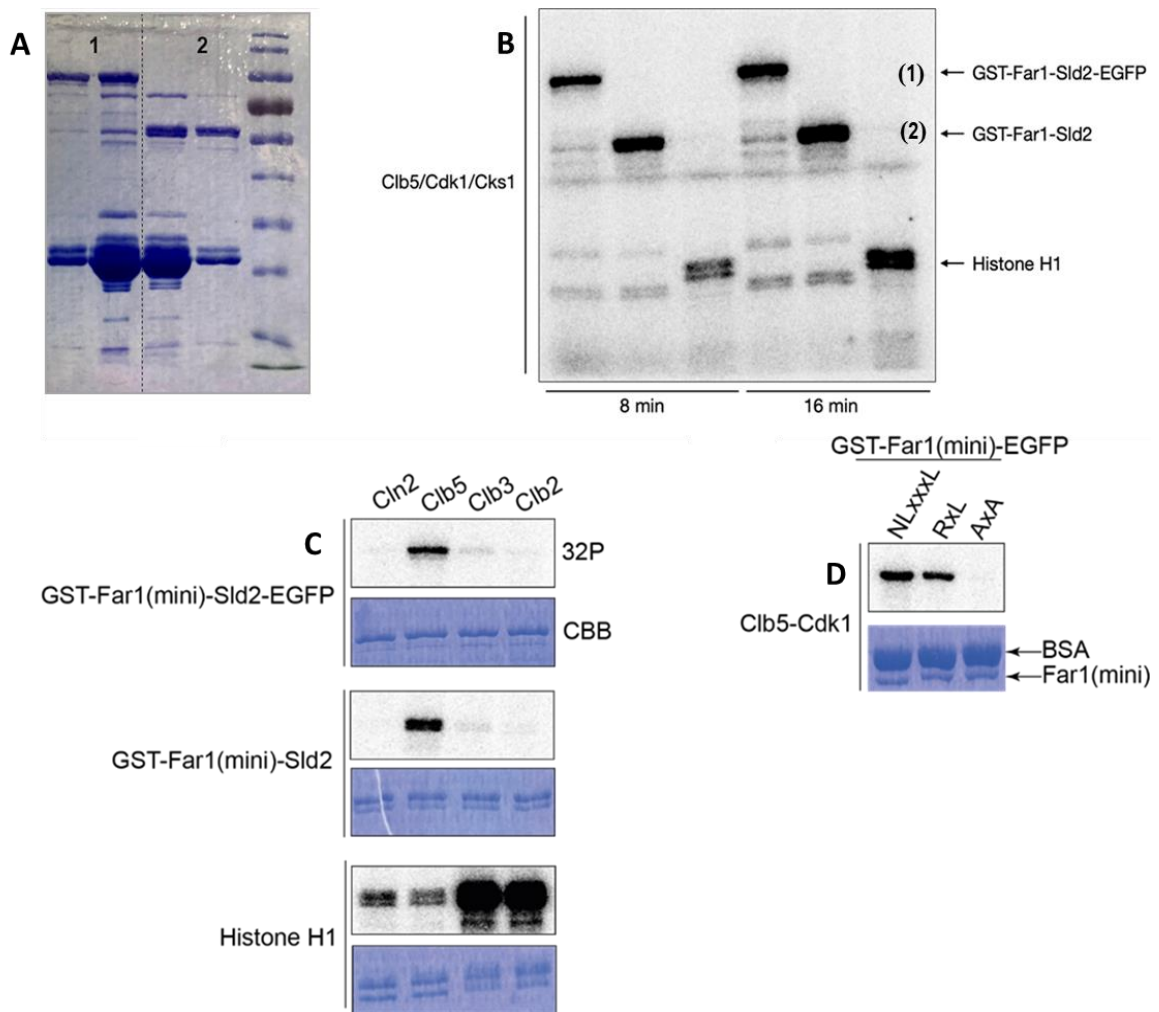 A
1
2
B
(1)
GST-Far1-Sld2-EGFP
(2)
GST-Far1-Sld2
Clb5/Cdk1/Cks1
Histone H1
8 min
16 min
C
Cln2
Clb5
Clb3
Clb2
32P
GST-Far1(mini)-Sld2-EGFP
CBB
GST-Far1(mini)-Sld2
Histone H1
GST-Far1(mini)-EGFP
NLxxxL
RxL
AxA
D
Clb5-Cdk1
BSA
Far1(mini)